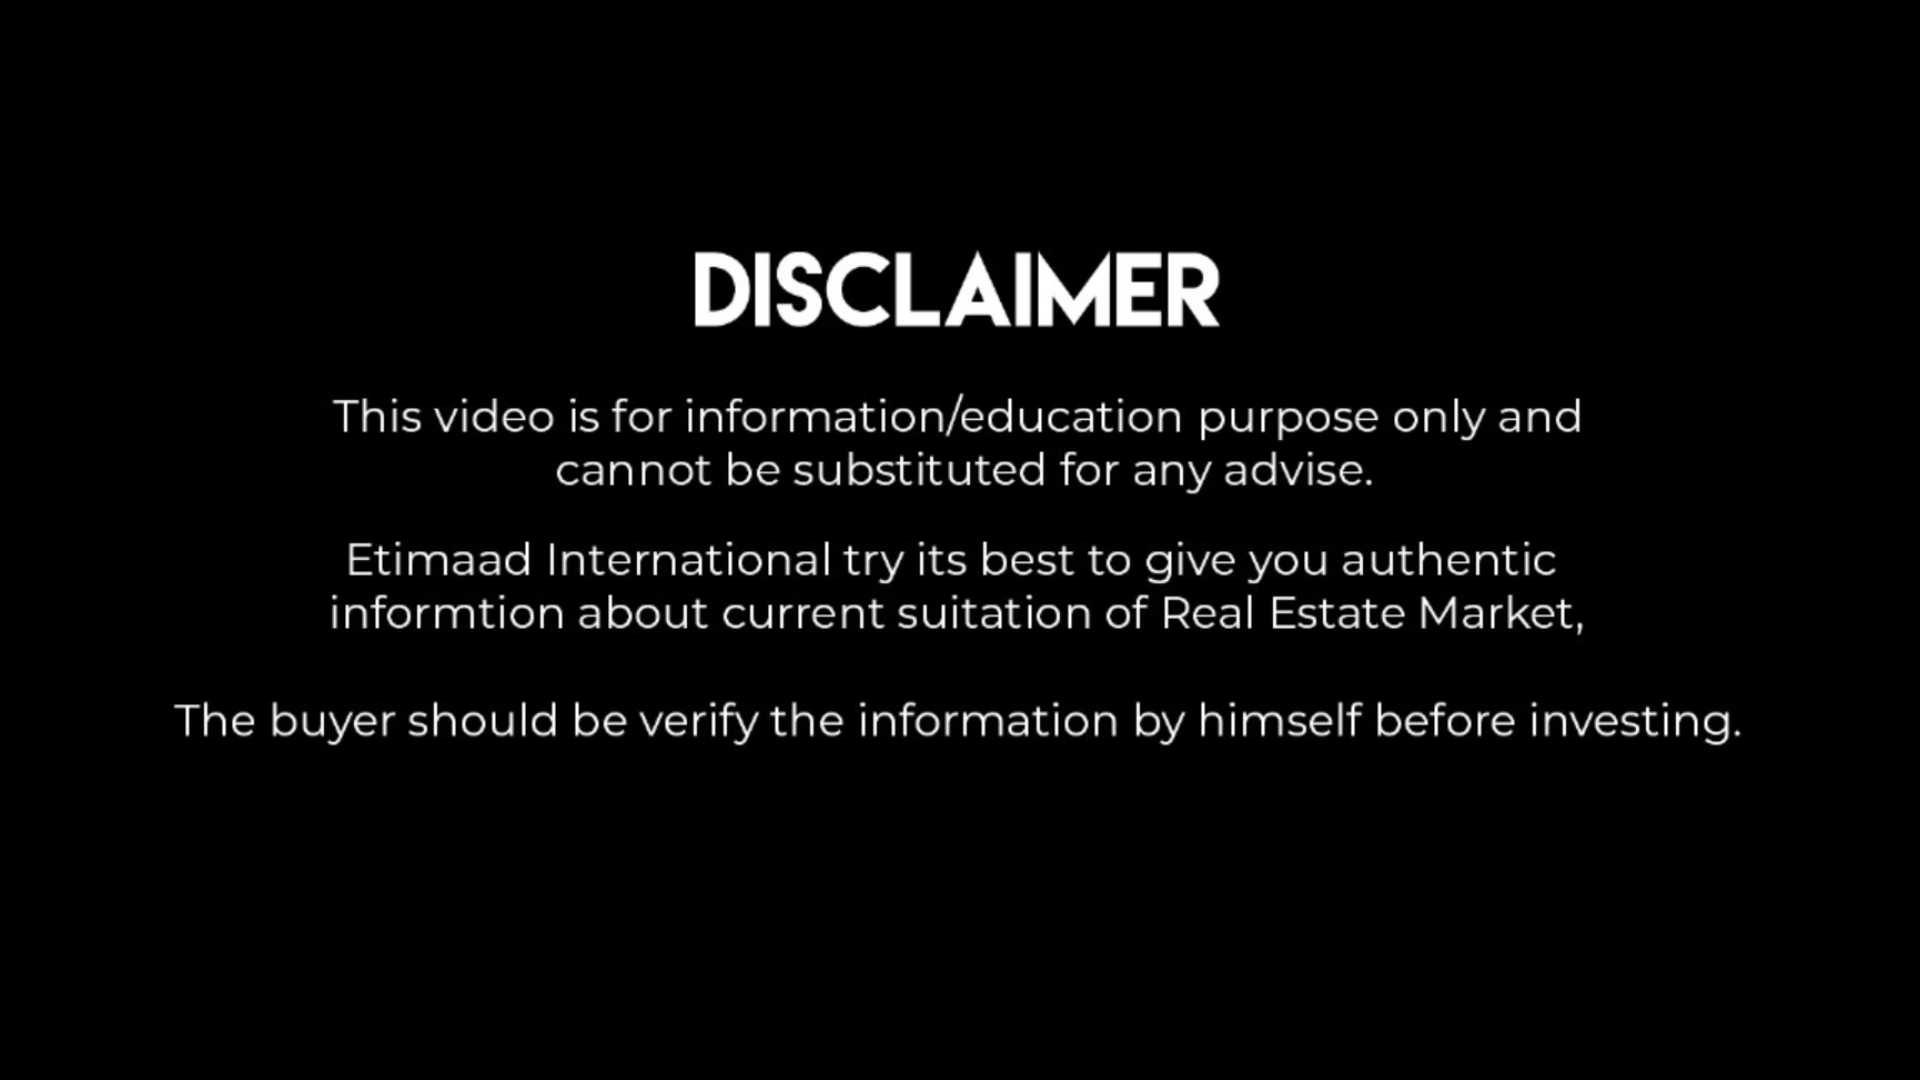 DISCLAIMER
This video is for information/education purpose only and
cannot be substituted for any advise.
Etimaad International try its best to give you authentic
informtion about current suitation of Real Estate Market,
The buyer should be verify the information by himself before investing.